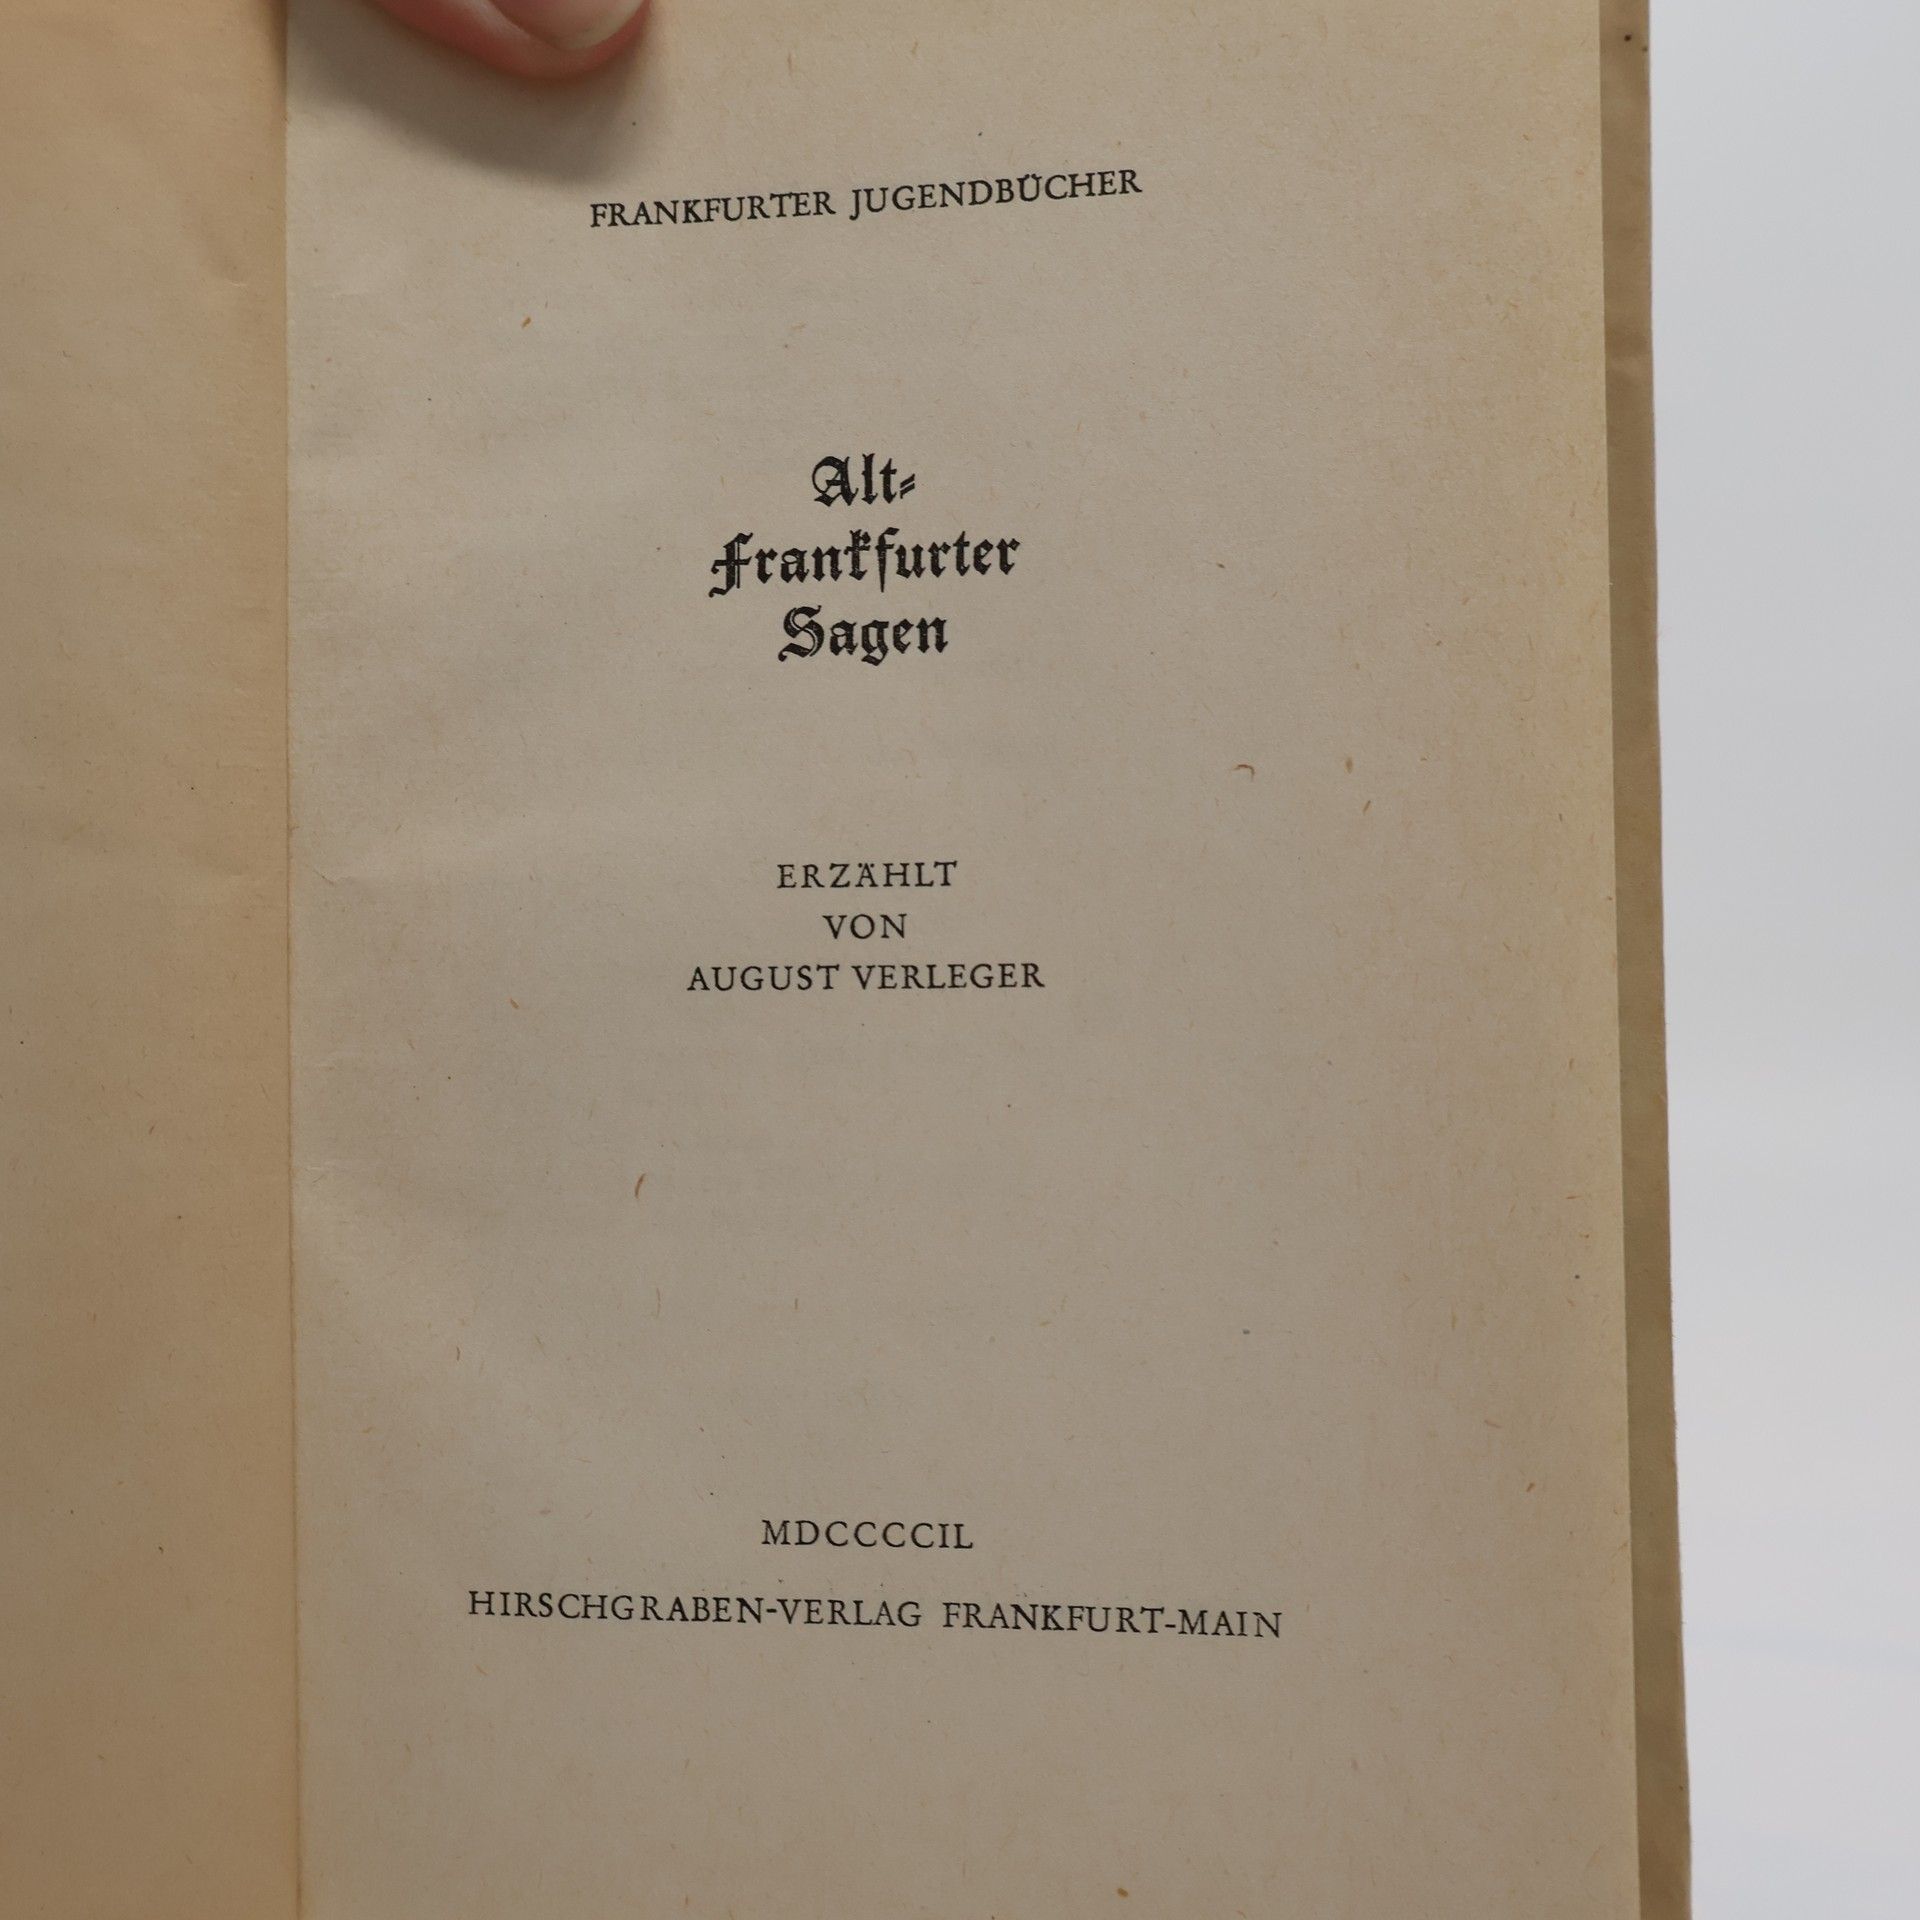 FRANKFURTER JUGENDBÜCHER
Alt-
Frankfurter
Sagen
ERZÄHLT
VON
AUGUST VERLEGER
MDCCCCIL
HIRSCHGRABEN-VERLAG FRANKFURT-MAIN